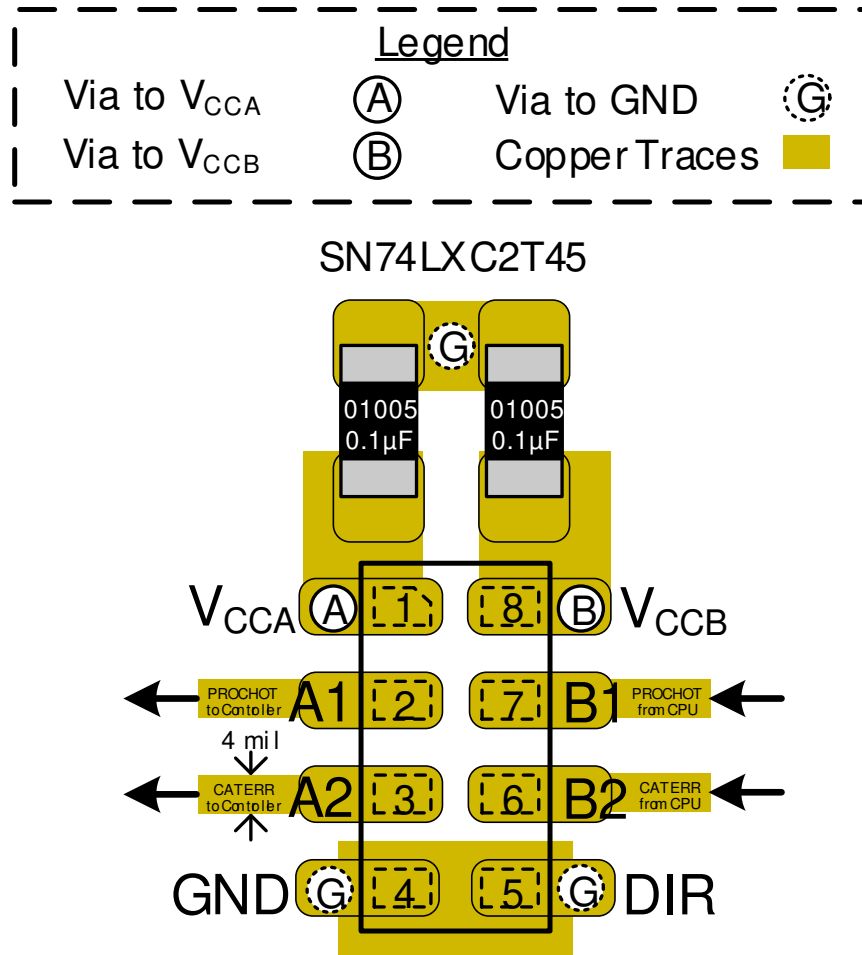 Legend
Via to VCCA A Via to GND G
Via to VCCB B Copper Traces
SN74LXC2T45
G
01005 01005
0.1µF 0.1µF
VCCA A 1 8 B VCCB
PROCHOT to Contoller A1 2 7 B1 PROCHOT from CPU
4 mil
CATERR to Contoller A2 3 6 B2 CATERR from CPU
GND G 4 5 G DIR